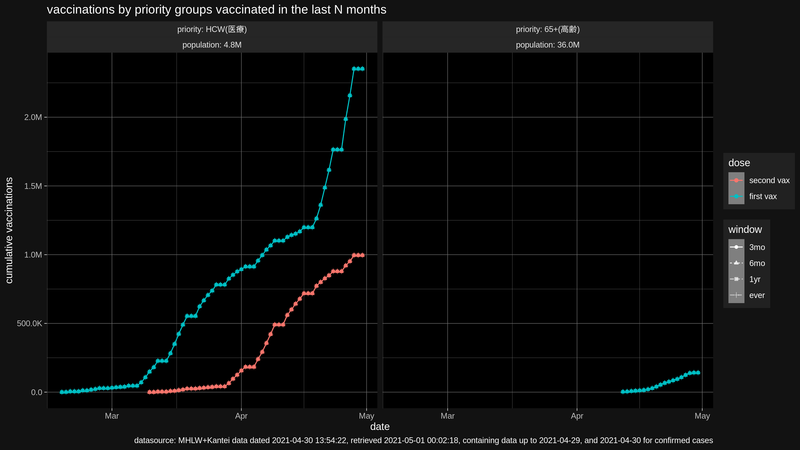 vaccinations by priority groups vaccinated in the last N months
priority: HCW(医療)
population: 4.8M
priority: 65+(高齢)
population: 36.0M
cumulative vaccinations
2.0M
1.5M
1.0M
500.0K
0.0
Mar
Apr
May
Mar
Apr
May
date
dose
second vax
first vax
window
3mo
6mo
1yr
ever
datasource: MHLW+Kantei data dated 2021-04-30 13:54:22, retrieved 2021-05-01 00:02:18, containing data up to 2021-04-29, and 2021-04-30 for confirmed cases